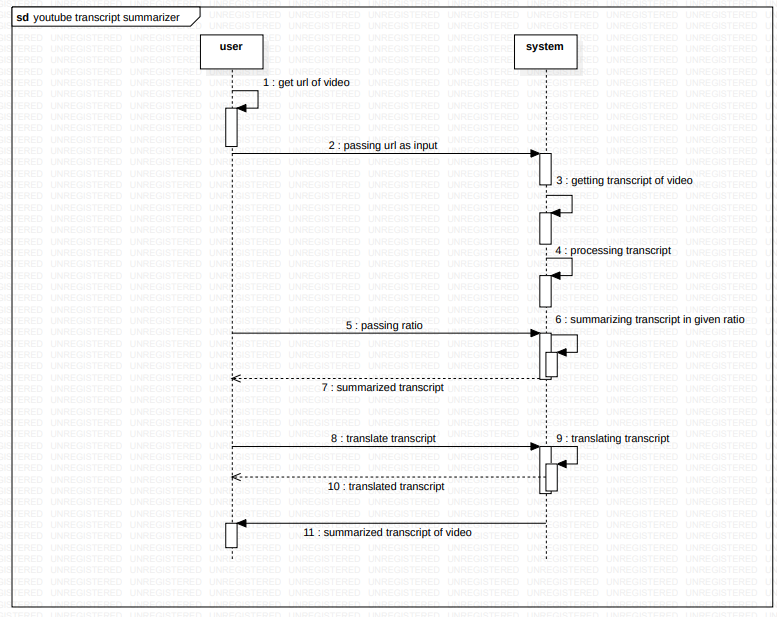 sd youtube transcript summarizer
user
system
1 : get url of video
2 : passing url as input
3 : getting transcript of video
4 : processing transcript
5 : passing ratio
6 : summarizing transcript in given ratio
7 : summarized transcript
8 : translate transcript
9 : translating transcript
10 : translated transcript
11 : summarized transcript of video
UNREGISTERED